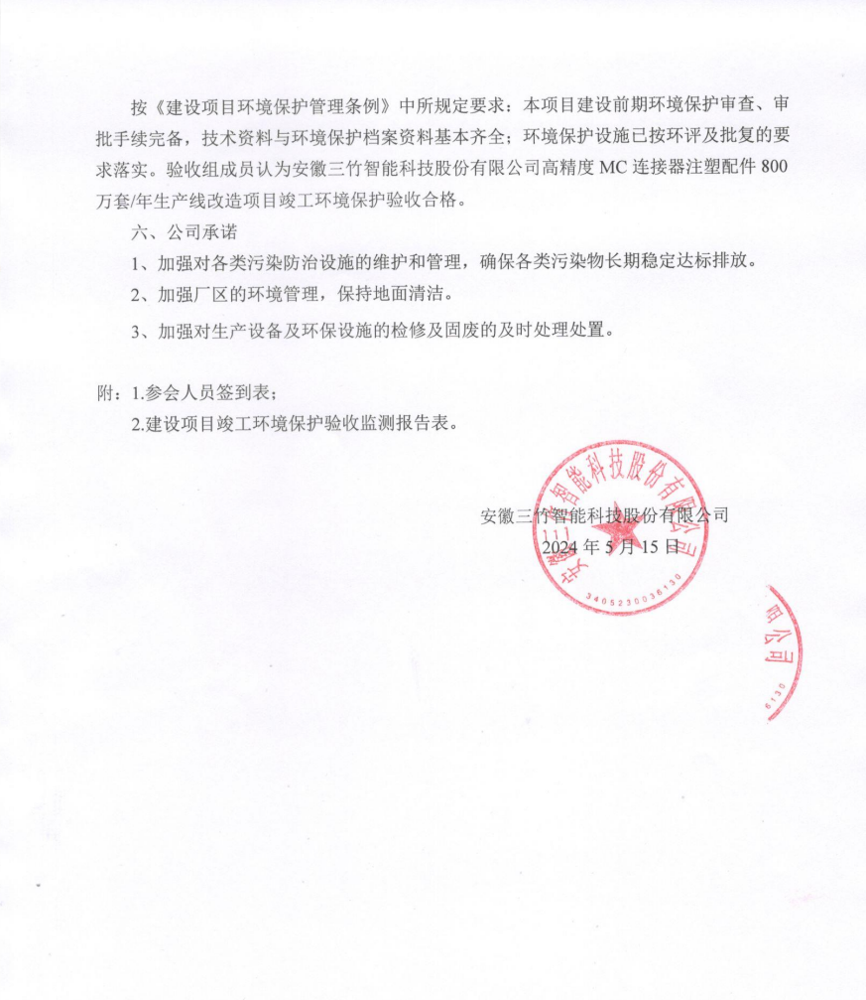 按《建设项目环境保护管理条例》中所规定要求：本项目建设前期环境保护审查、审
批手续完备，技术资料与环境保护档案资料基本齐全；环境保护设施已按环评及批复的要
求落实。验收组成员认为安徽三竹智能科技股份有限公司高精度 MC 连接器注塑配件 800
万套/年生产线改造项目竣工环境保护验收合格。
六、公司承诺
1、加强对各类污染防治设施的维护和管理，确保各类污染物长期稳定达标排放。
2、加强厂区的环境管理，保持地面清洁。
3、加强对生产设备及环保设施的检修及固废的及时处理处置。
附：1.参会人员签到表；
2.建设项目竣工环境保护验收监测报告表。
安徽三竹智能科技股份有限公司
安徽三竹智能科技股份有限公司
2024 年 5 月 15 日
3405230036130
公司
6130